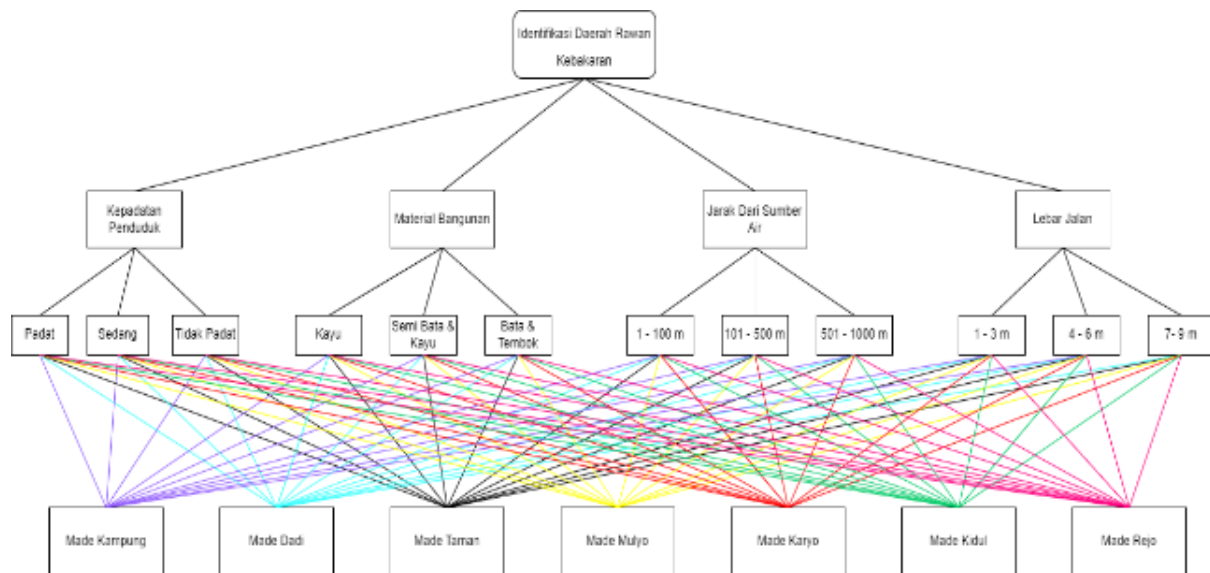 Identifikasi Daerah Rawan
Kebakaran
Kepadatan
Penduduk
Material Bangunan
Jarak Dari Sumber
Air
Lebar Jalan
Padat
Sedang
Tidak Padat
Kayu
Semi Bata &
Kayu
Bata &
Tembok
1 - 100 m
101 - 500 m
501 - 1000 m
1 - 3 m
4 - 6 m
7- 9 m
Made Kampung
Made Dadi
Made Taman
Made Mulyo
Made Karyo
Made Kidul
Made Rejo